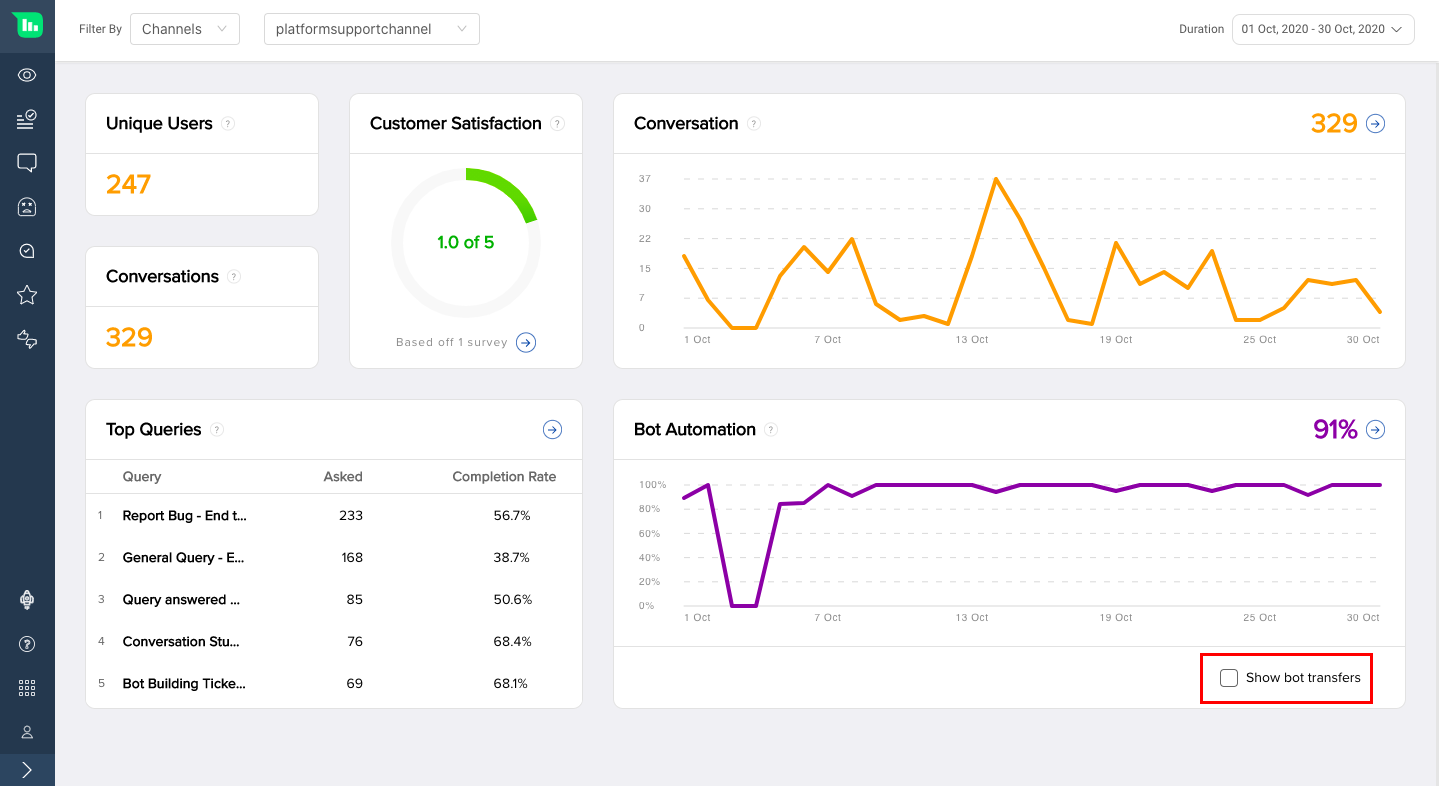 Filter By Channels platformsupportchannel Duration 01 Oct, 2020 - 30 Oct, 2020
Unique Users ?
247
Conversations ?
329
Customer Satisfaction ?
1.0 of 5
Based off 1 survey
Conversation ? 329
37
30
22
15
7
0
1 Oct 7 Oct 13 Oct 19 Oct 25 Oct 30 Oct
Top Queries ?
Query Asked Completion Rate
1 Report Bug - End t... 233 56.7%
2 General Query - E... 168 38.7%
3 Query answered ... 85 50.6%
4 Conversation Stu... 76 68.4%
5 Bot Building Ticke... 69 68.1%
Bot Automation ? 91%
100%
80%
60%
40%
20%
0%
1 Oct 7 Oct 13 Oct 19 Oct 25 Oct 30 Oct
Show bot transfers